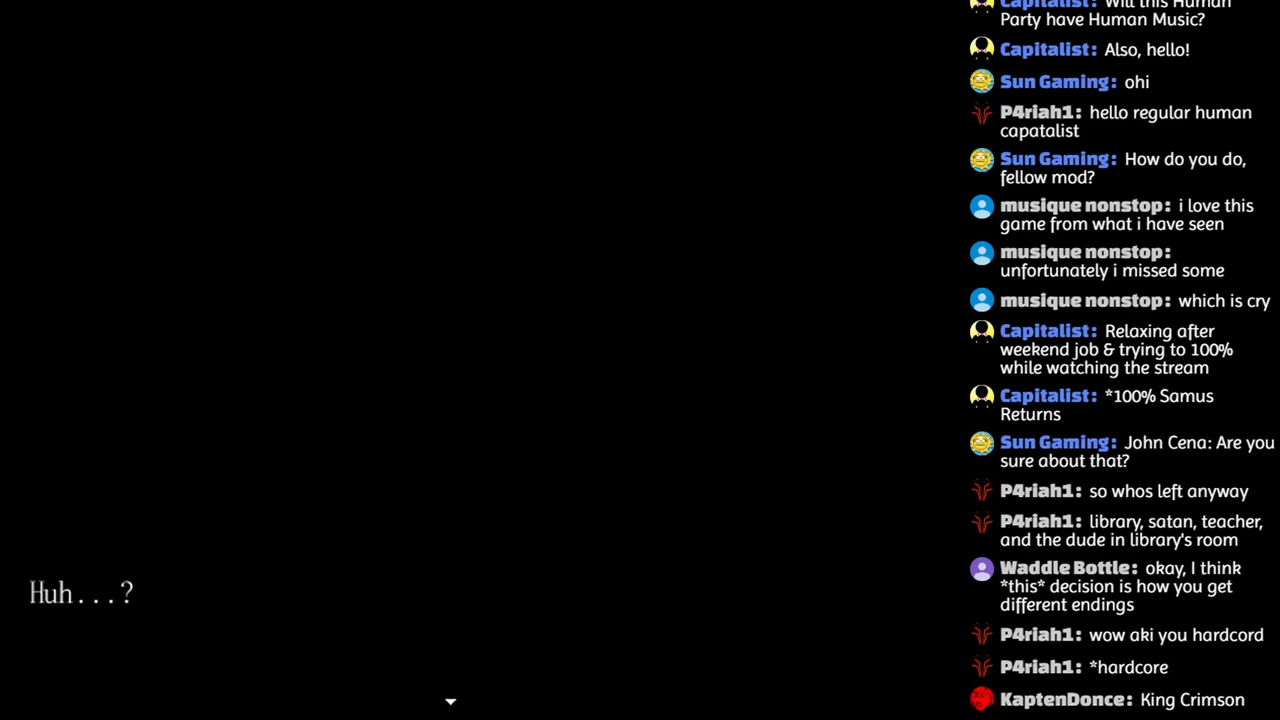 Capitalist: Will this Human
Party have Human Music?
Capitalist: Also, hello!
Sun Gaming: ohi
P4riah1: hello regular human
capatalist
Sun Gaming: How do you do,
fellow mod?
musique nonstop: i love this
game from what i have seen
musique nonstop:
unfortunately i missed some
musique nonstop: which is cry
Capitalist: Relaxing after
weekend job & trying to 100%
while watching the stream
Capitalist: *100% Samus
Returns
Sun Gaming: John Cena: Are you
sure about that?
P4riah1: so whos left anyway
P4riah1: library, satan, teacher,
and the dude in library's room
Waddle Bottle: okay, I think
*this* decision is how you get
different endings
P4riah1: wow aki you hardcord
P4riah1: *hardcore
KaptenDonce: King Crimson
Huh...?